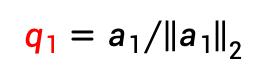 q₁ = a₁/‖a₁‖₂